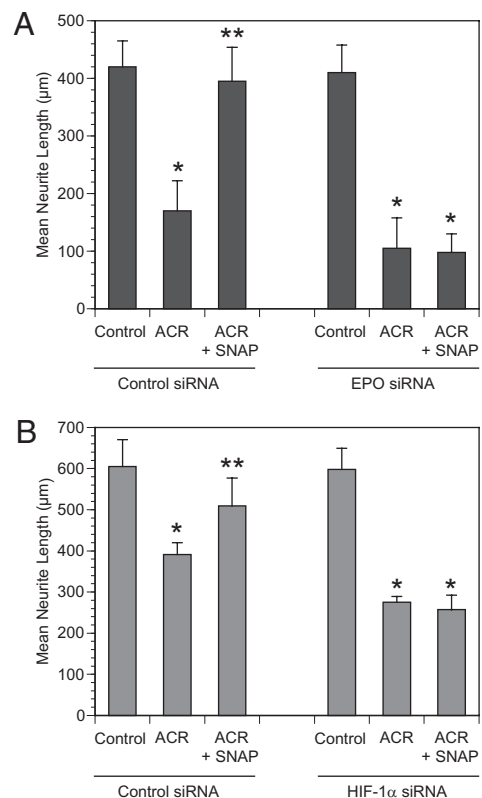 A
Mean Neurite Length (µm)
500
400
300
200
100
0
**
*
*
*
Control ACR ACR Control ACR ACR
+ SNAP + SNAP
Control siRNA EPO siRNA
B
Mean Neurite Length (µm)
700
600
500
400
300
200
100
0
**
*
*
*
Control ACR ACR Control ACR ACR
+ SNAP + SNAP
Control siRNA HIF-1α siRNA